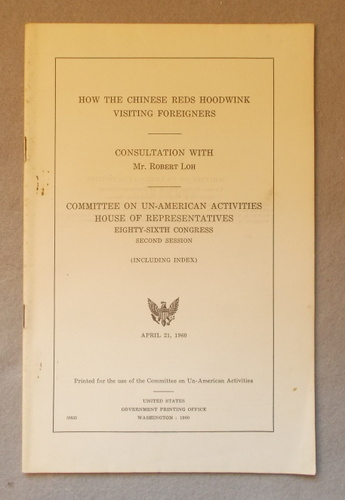 HOW THE CHINESE REDS HOODWINK
VISITING FOREIGNERS
CONSULTATION WITH
Mr. Robert Loh
COMMITTEE ON UN-AMERICAN ACTIVITIES
HOUSE OF REPRESENTATIVES
EIGHTY-SIXTH CONGRESS
SECOND SESSION
(INCLUDING INDEX)
APRIL 21, 1960
Printed for the use of the Committee on Un-American Activities
UNITED STATES
GOVERNMENT PRINTING OFFICE
WASHINGTON : 1960